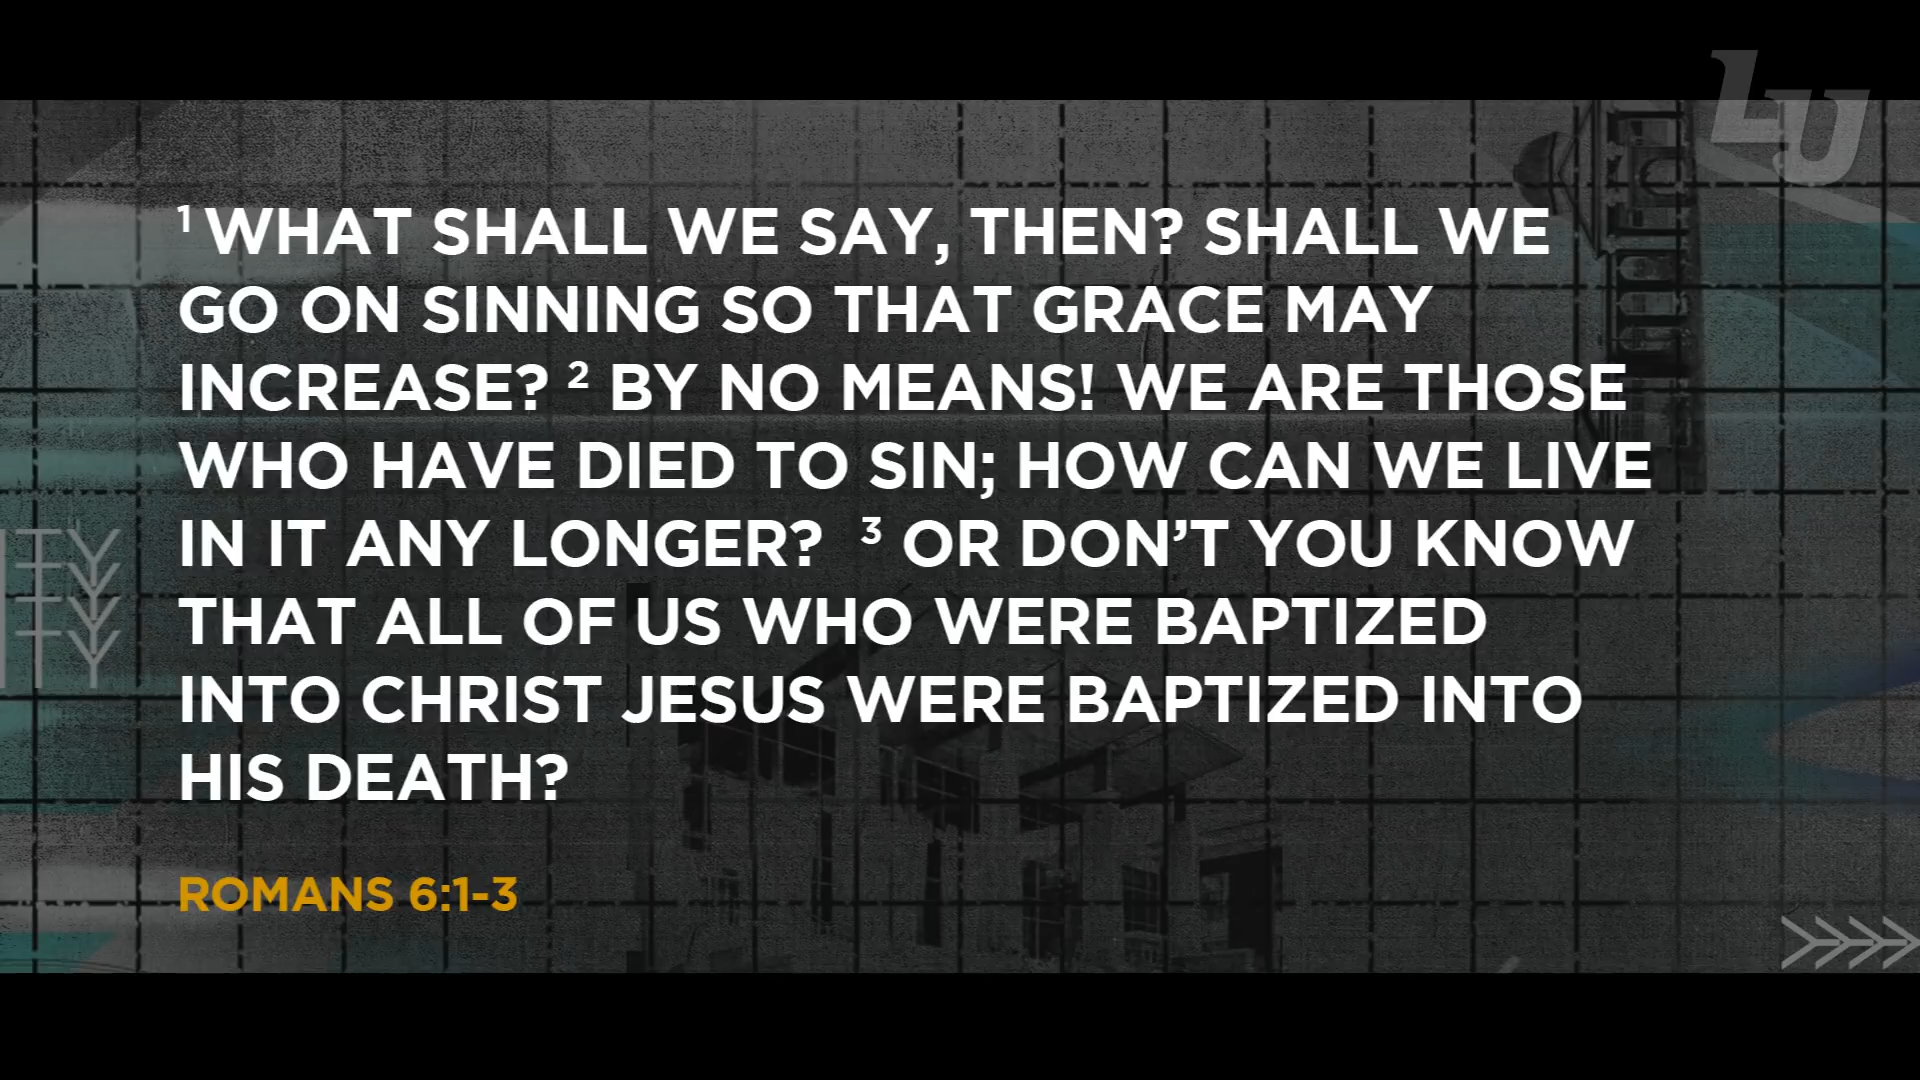 LU
¹ WHAT SHALL WE SAY, THEN? SHALL WE
GO ON SINNING SO THAT GRACE MAY
INCREASE? ² BY NO MEANS! WE ARE THOSE
WHO HAVE DIED TO SIN; HOW CAN WE LIVE
IN IT ANY LONGER? ³ OR DON’T YOU KNOW
THAT ALL OF US WHO WERE BAPTIZED
INTO CHRIST JESUS WERE BAPTIZED INTO
HIS DEATH?
ROMANS 6:1-3